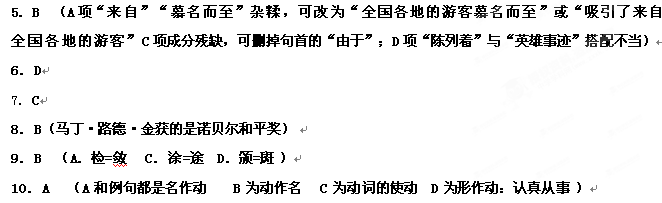 5. B （A项“来自”“慕名而至”杂糅，可改为“全国各地的游客慕名而至”或“吸引了来自
全国各地的游客”C项成分残缺，可删掉句首的“由于”；D项“陈列着”与“英雄事迹”搭配不当）
6. D
7. C
8. B（马丁·路德·金获的是诺贝尔和平奖）
9. B （A. 检=敛 C. 涂=途 D. 颁=斑 ）
10. A （A和例句都是名作动 B为动作名 C为动词的使动 D为形作动：认真从事 ）